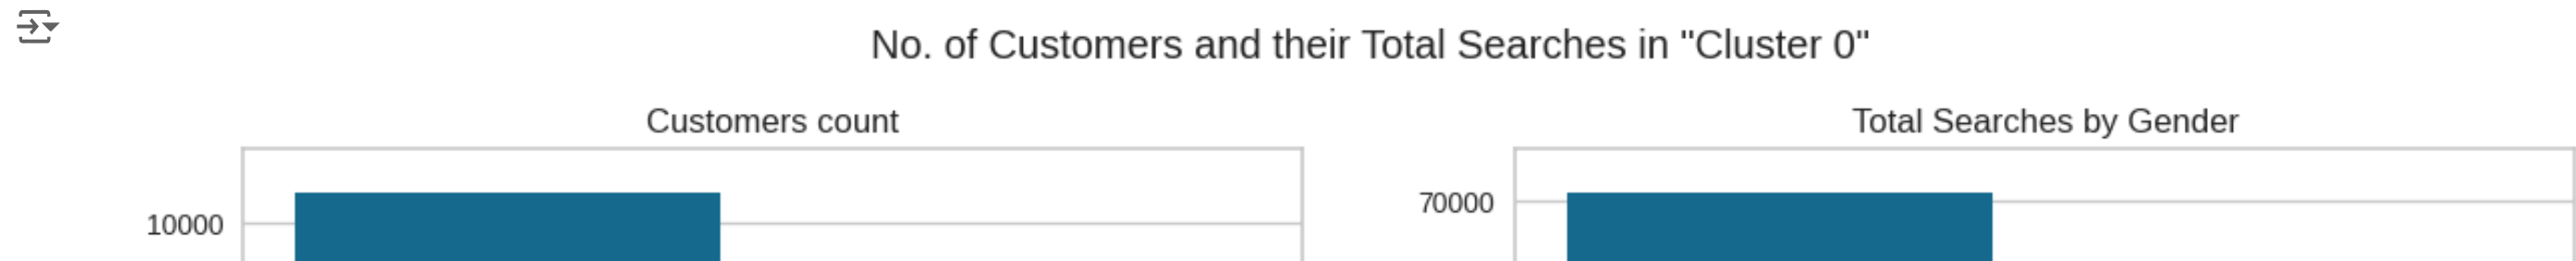 No. of Customers and their Total Searches in "Cluster 0"
Customers count
Total Searches by Gender
10000
70000